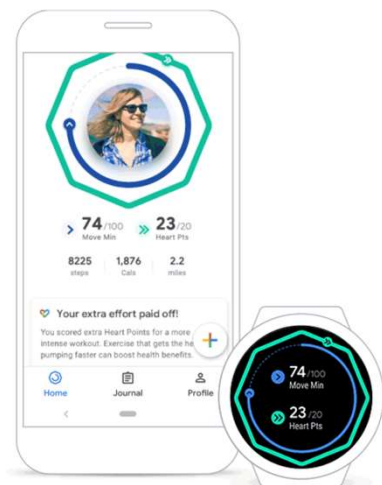 74/100 23/20
Move Min Heart Pts
8225 1,876 2.2
steps Cals miles
Your extra effort paid off!
You scored extra Heart Points for a more
intense workout. Exercise that gets the he
pumping faster can boost health benefits.
Home Journal Profile
74/100
Move Min
23/20
Heart Pts